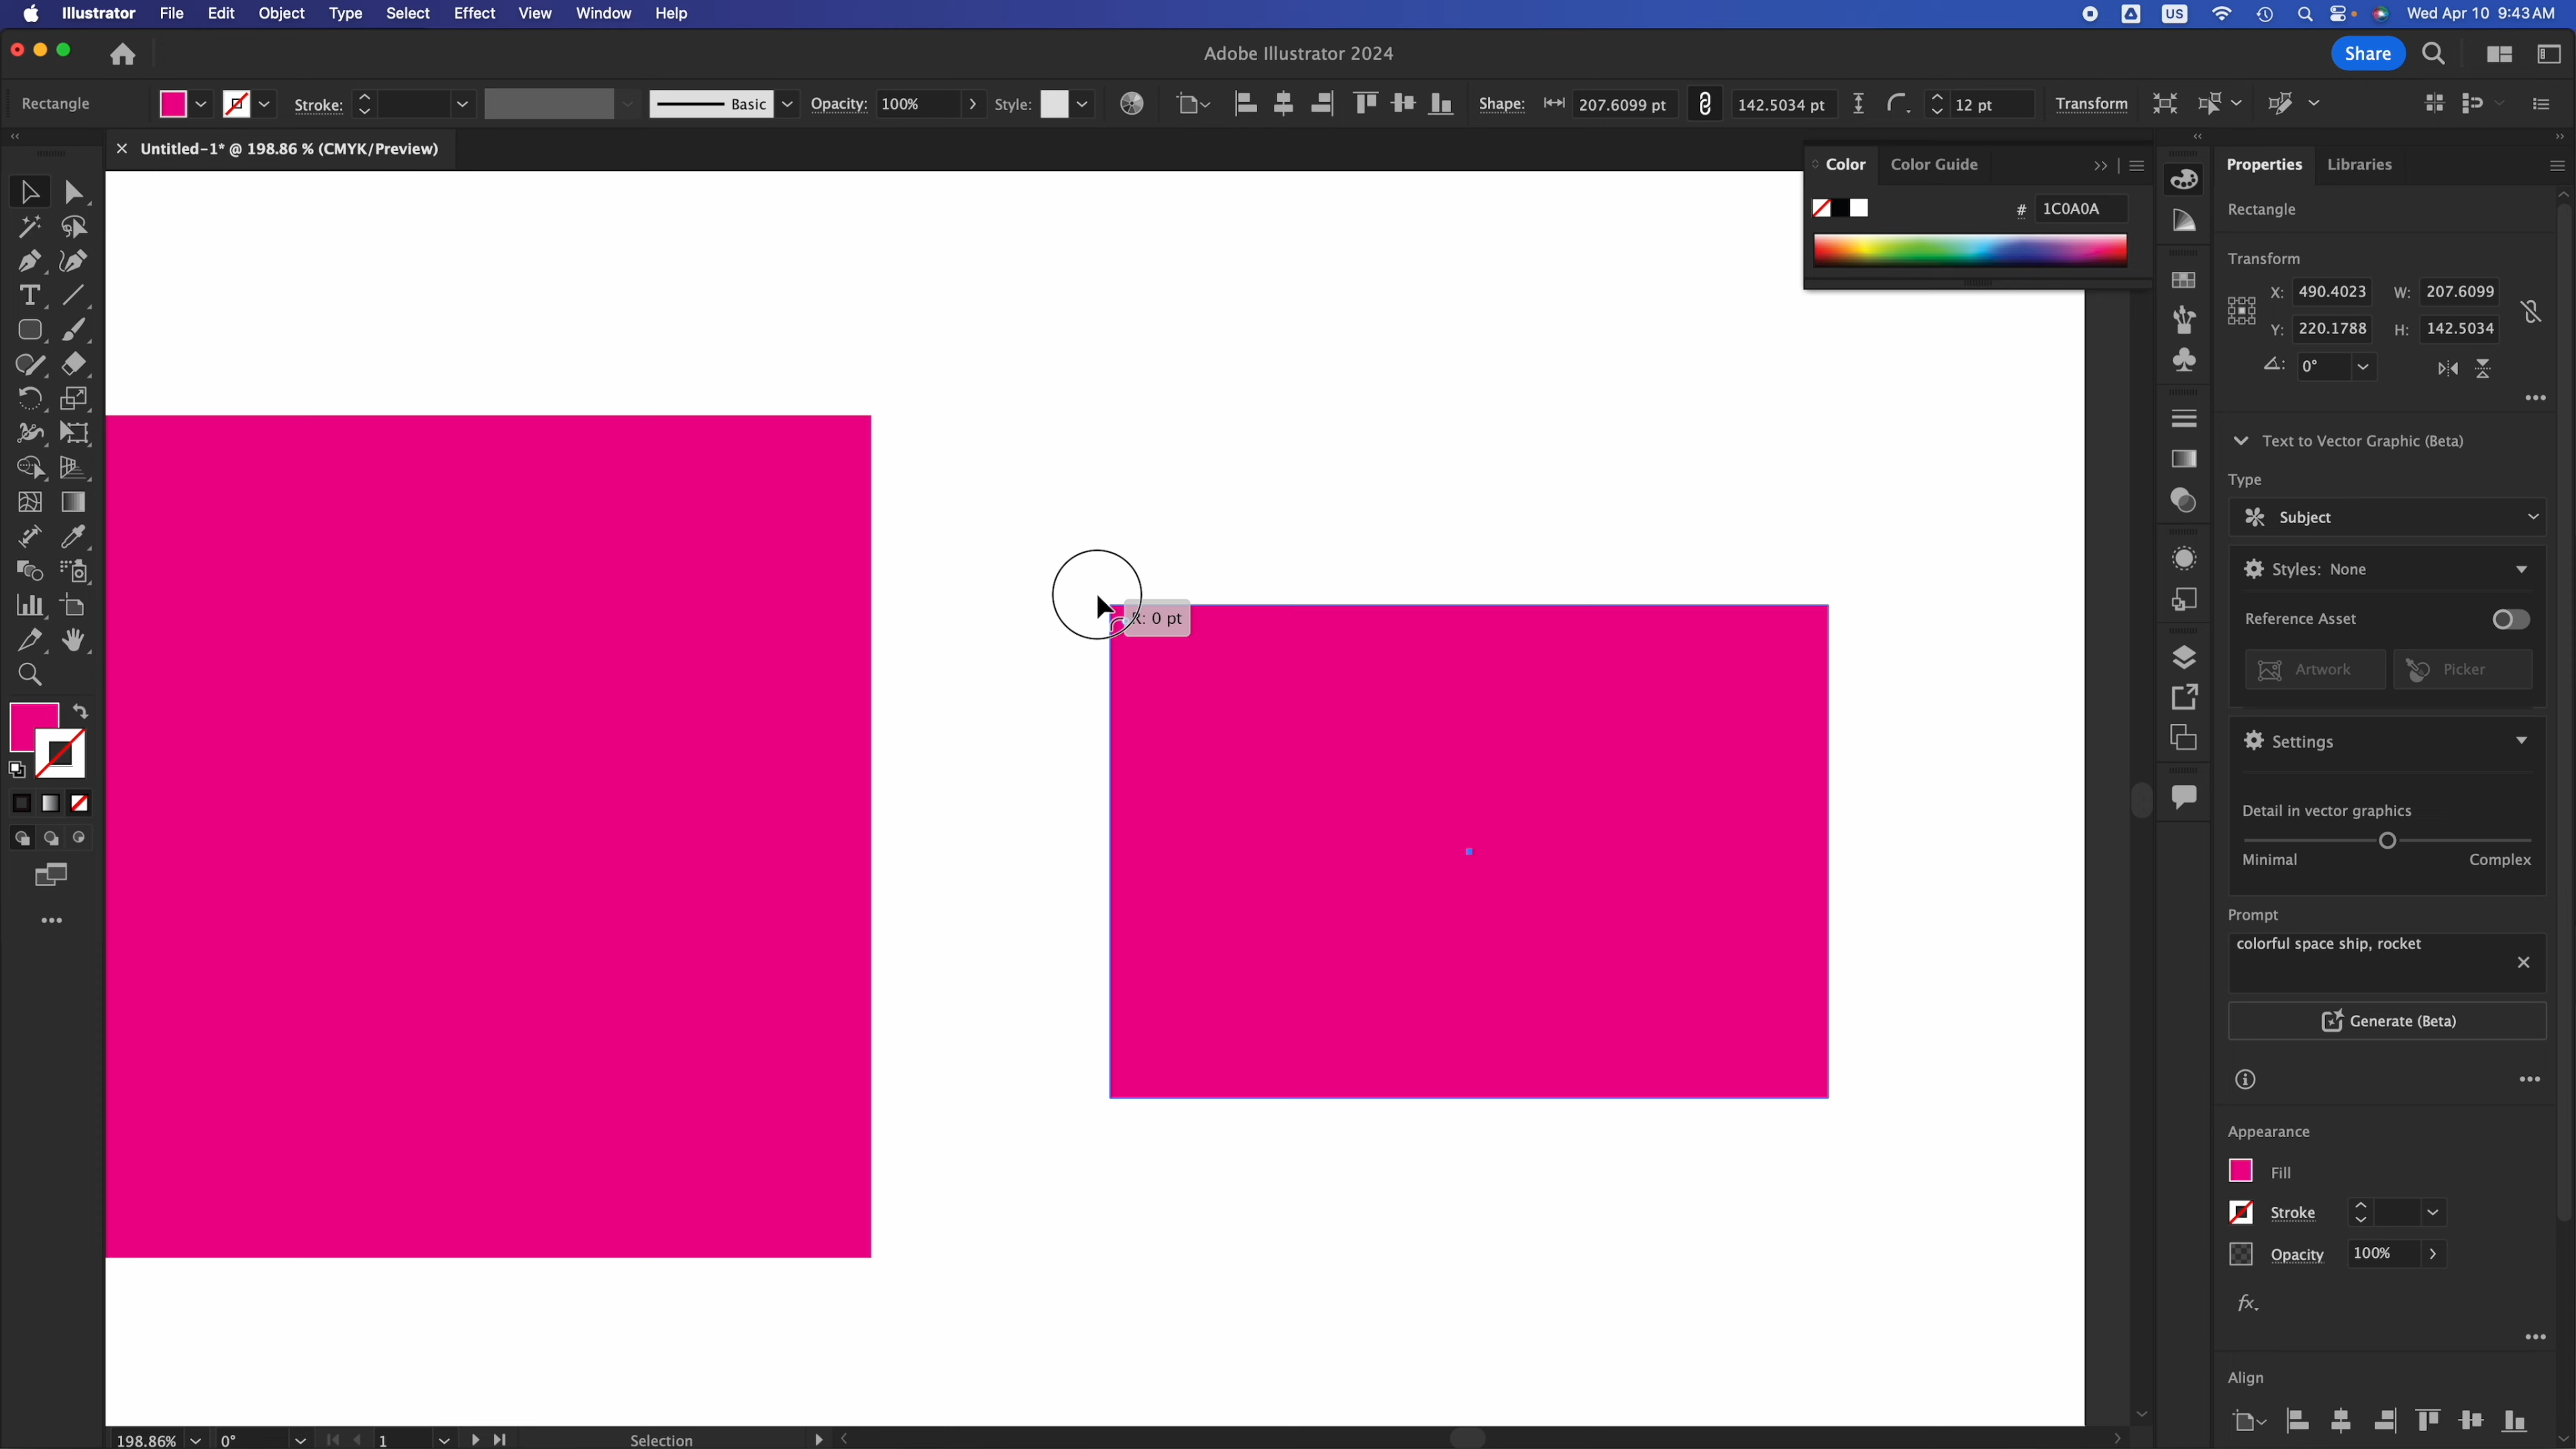 Illustrator File Edit Object Type Select Effect View Window Help US Wed Apr 10 9:43 AM
Adobe Illustrator 2024 Share
Rectangle Stroke: Basic Opacity: 100% Style: Shape: 207.6099 pt 142.5034 pt 12 pt Transform
× Untitled-1* @ 198.86 % (CMYK/Preview)
Color Color Guide
# 1C0A0A
Properties Libraries
Rectangle
Transform
X: 490.4023 W: 207.6099
Y: 220.1788 H: 142.5034
0°
Text to Vector Graphic (Beta)
Type
Subject
Styles: None
Reference Asset
Artwork Picker
Settings
Detail in vector graphics
Minimal Complex
Prompt
colorful space ship, rocket
Generate (Beta)
Appearance
Fill
Stroke
Opacity 100%
fx.
Align
R: 0 pt
198.86% 0° 1 Selection